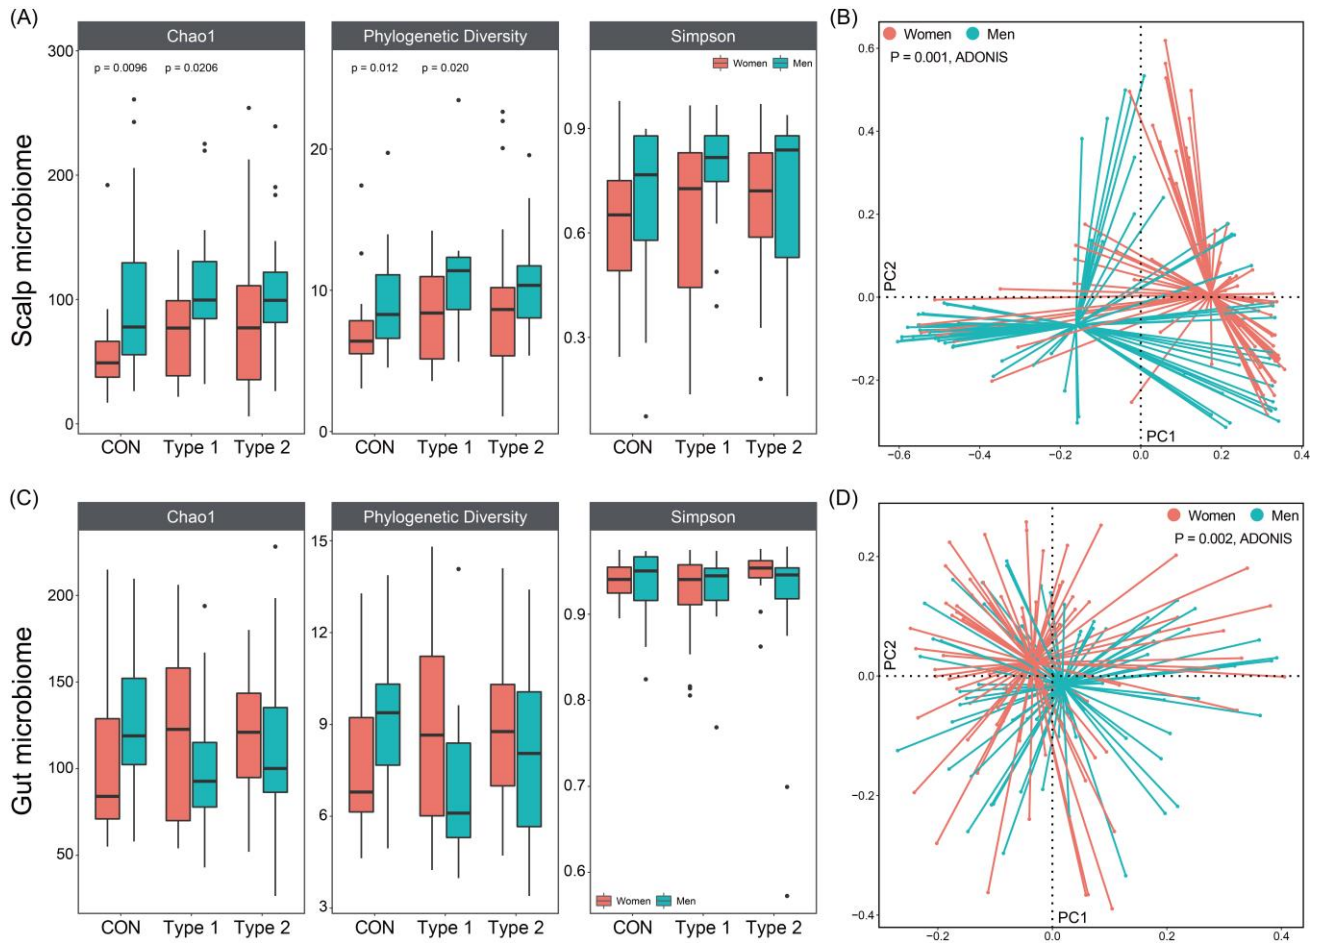 (A)
Chao1
Phylogenetic Diversity
Simpson
Scalp microbiome
300
200
100
0
p = 0.0096
p = 0.0206
CON
Type 1
Type 2
20
10
0
p = 0.012
p = 0.020
CON
Type 1
Type 2
Women
Men
0.9
0.6
0.3
CON
Type 1
Type 2
(B)
Women
Men
P = 0.001, ADONIS
PC2
0.6
0.4
0.2
0.0
−0.2
PC1
−0.6
−0.4
−0.2
0.0
0.2
0.4
(C)
Chao1
Phylogenetic Diversity
Simpson
Gut microbiome
200
150
100
50
CON
Type 1
Type 2
15
12
9
6
3
CON
Type 1
Type 2
0.9
0.8
0.7
0.6
Women
Men
CON
Type 1
Type 2
(D)
Women
Men
P = 0.002, ADONIS
PC2
0.2
0.0
−0.2
−0.4
PC1
−0.2
0.0
0.2
0.4